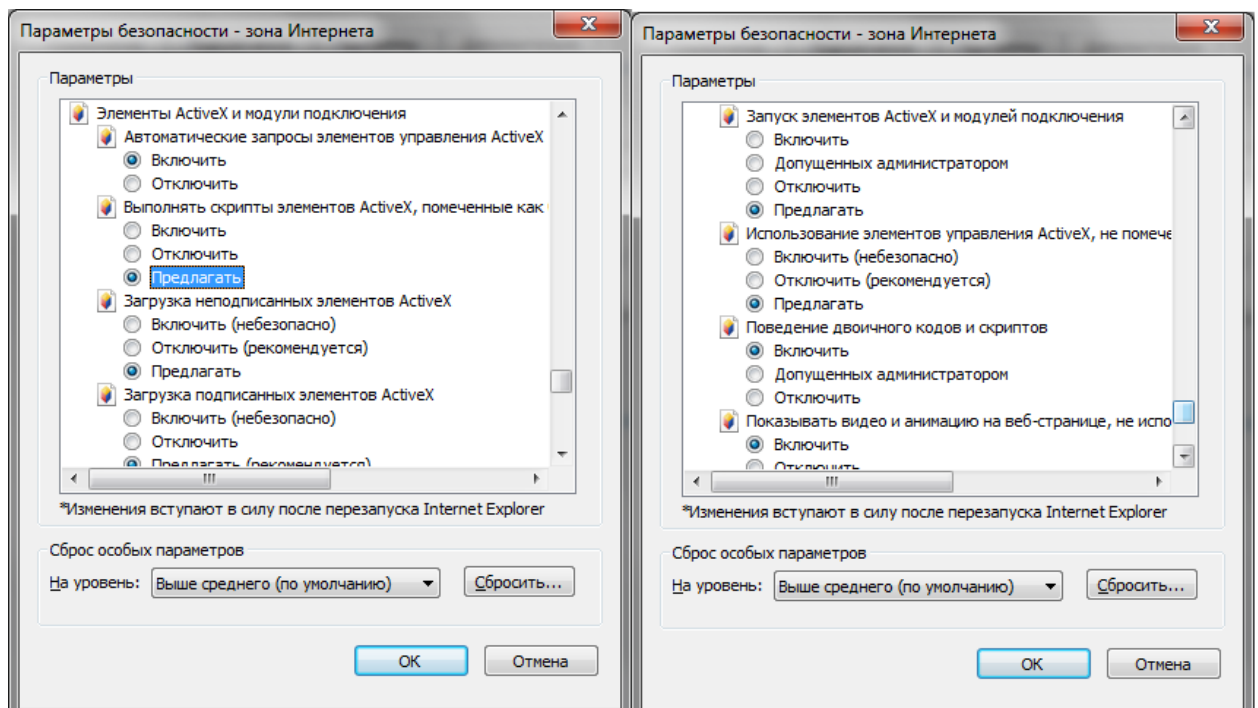 Параметры безопасности - зона Интернета
Параметры
Элементы ActiveX и модули подключения
Автоматические запросы элементов управления ActiveX
Включить
Отключить
Выполнять скрипты элементов ActiveX, помеченные как
Включить
Отключить
Предлагать
Загрузка неподписанных элементов ActiveX
Включить (небезопасно)
Отключить (рекомендуется)
Предлагать
Загрузка подписанных элементов ActiveX
Включить (небезопасно)
Отключить
Предлагать (рекомендуется)
*Изменения вступают в силу после перезапуска Internet Explorer
Сброс особых параметров
На уровень: Выше среднего (по умолчанию) Сбросить...
ОК Отмена
Параметры безопасности - зона Интернета
Параметры
Запуск элементов ActiveX и модулей подключения
Включить
Допущенных администратором
Отключить
Предлагать
Использование элементов управления ActiveX, не помече
Включить (небезопасно)
Отключить (рекомендуется)
Предлагать
Поведение двоичного кодов и скриптов
Включить
Допущенных администратором
Отключить
Показывать видео и анимацию на веб-странице, не испо
Включить
Отключить
*Изменения вступают в силу после перезапуска Internet Explorer
Сброс особых параметров
На уровень: Выше среднего (по умолчанию) Сбросить...
ОК Отмена